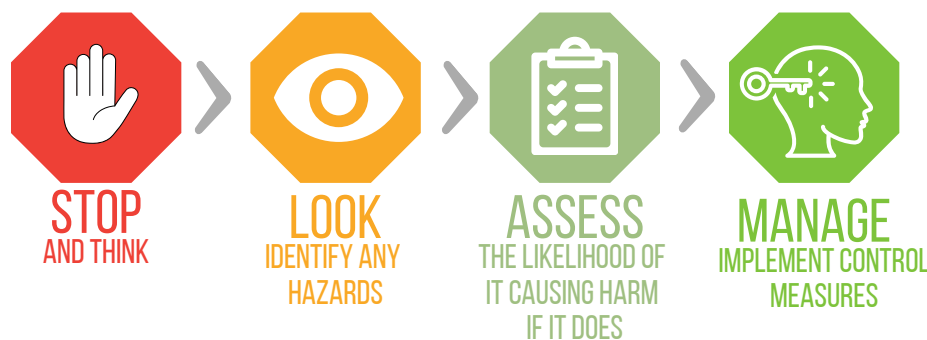 STOP
AND THINK
LOOK
IDENTIFY ANY
HAZARDS
ASSESS
THE LIKELIHOOD OF
IT CAUSING HARM
IF IT DOES
MANAGE
IMPLEMENT CONTROL
MEASURES